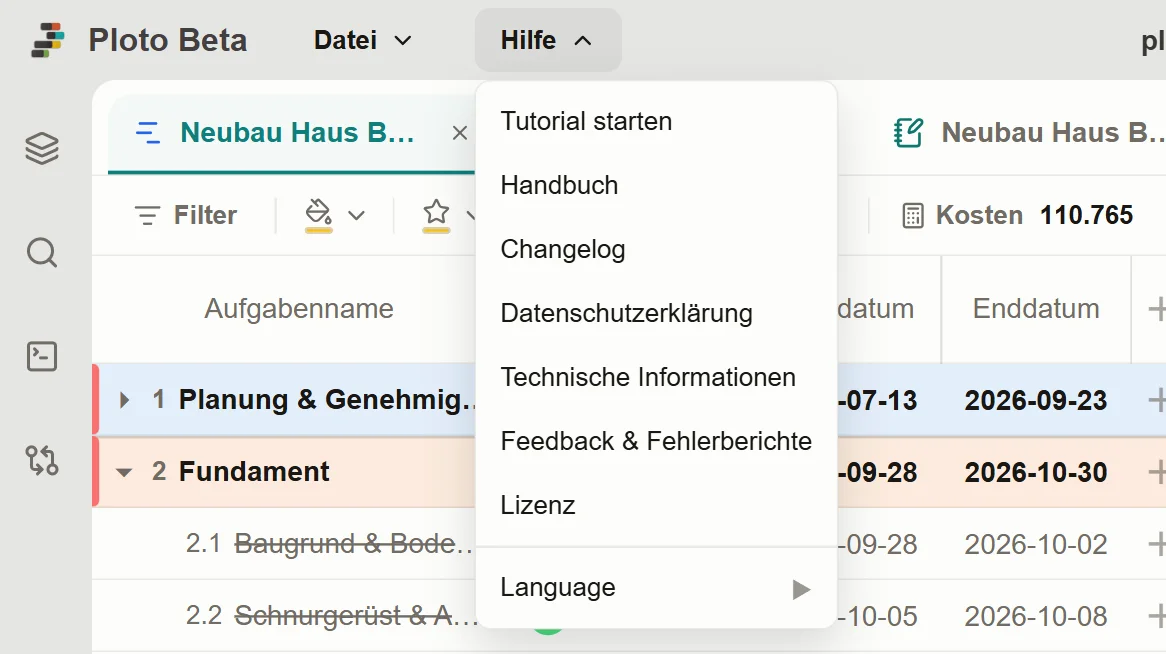 Ploto Beta Datei Hilfe pl
Neubau Haus B… Neubau Haus B…
Filter Kosten 110.765
Aufgabenname datum Enddatum
1 Planung & Genehmig… -07-13 2026-09-23
2 Fundament -09-28 2026-10-30
2.1 Baugrund & Bode… -09-28 2026-10-02
2.2 Schnurgerüst & A… -10-05 2026-10-08
Tutorial starten
Handbuch
Changelog
Datenschutzerklärung
Technische Informationen
Feedback & Fehlerberichte
Lizenz
Language